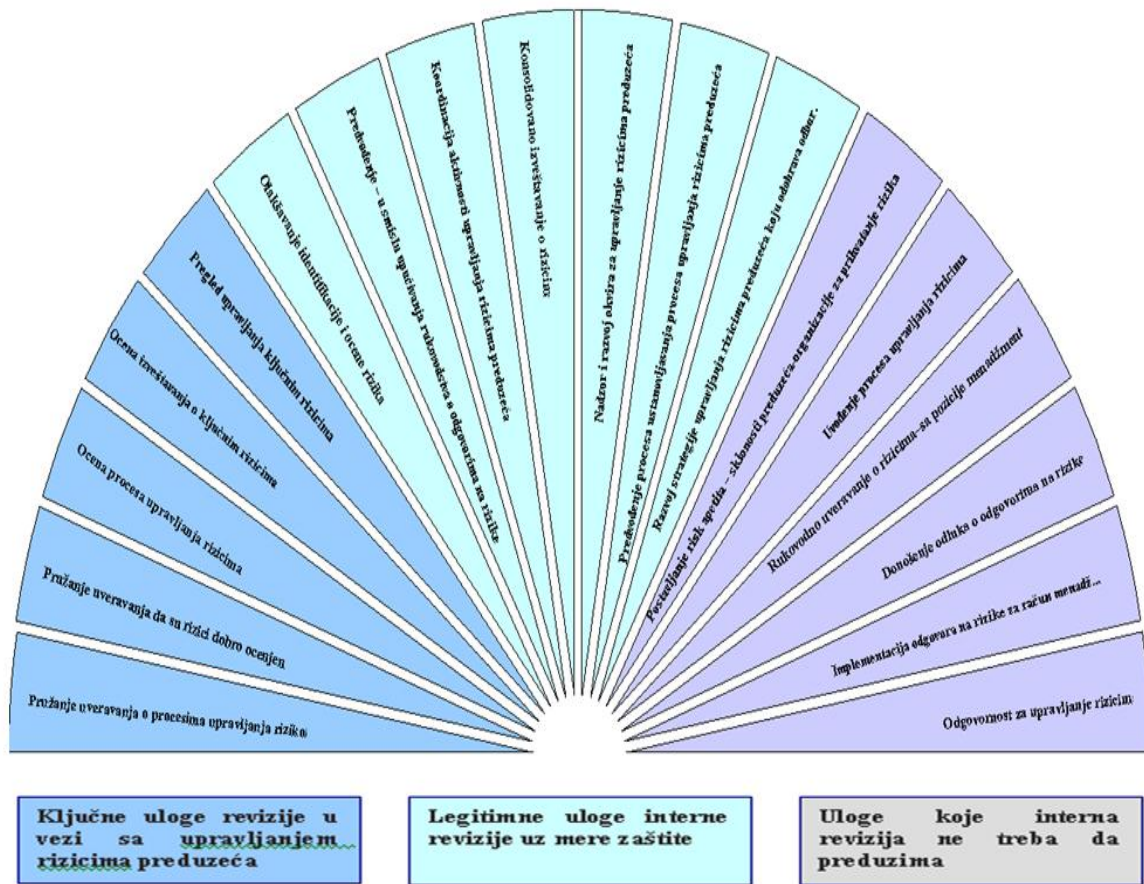 Pružanje uveravanja o procesima upravljanja rizika
Pružanje uveravanja da su rizici dobro ocenjen
Ocena procesa upravljanja rizicima
Ocena izveštavanja o ključnim rizicima
Pregled upravljanja ključnim rizicima
Olakšavanje identifikacije i ocene rizika
Predvođenje – u smislu upućivanja rukovodstva o odgovorima na rizike
Koordinacija aktivnosti upravljanja rizicima preduzeća
Konsolidovano izveštavanje o rizicim
Nadzor i razvoj okvira za upravljanje rizicima preduzeća
Predvođenje procesa ustanovljavanja procesa upravljanja rizicima preduzeća
Razvoj strategije upravljanja rizicima preduzeća koju odobrava odbor.
Postavljanje risk apetita – sklonosti preduzeća-organizacije za prihvatanje rizika
Uvođenje procesa upravljanja rizicima
Rukovodno uveravanje o rizicima–sa pozicije menadžment
Donošenje odluka o odgovorima na rizike
Implementacija odgovora na rizike za račun menadž...
Odgovornost za upravljanje rizicim
Ključne uloge revizije u
vezi sa upravljanjem
rizicima preduzeća
Legitimne uloge interne
revizije uz mere zaštite
Uloge koje interna
revizija ne treba da
preduzima